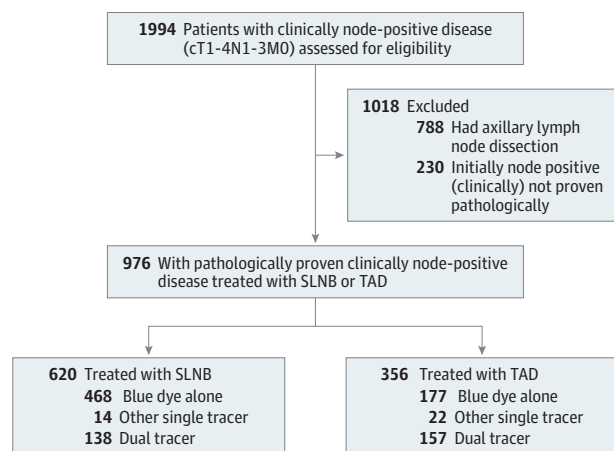 1994 Patients with clinically node-positive disease
(cT1-4N1-3M0) assessed for eligibility
1018 Excluded
788 Had axillary lymph
node dissection
230 Initially node positive
(clinically) not proven
pathologically
976 With pathologically proven clinically node-positive
disease treated with SLNB or TAD
620 Treated with SLNB
468 Blue dye alone
14 Other single tracer
138 Dual tracer
356 Treated with TAD
177 Blue dye alone
22 Other single tracer
157 Dual tracer